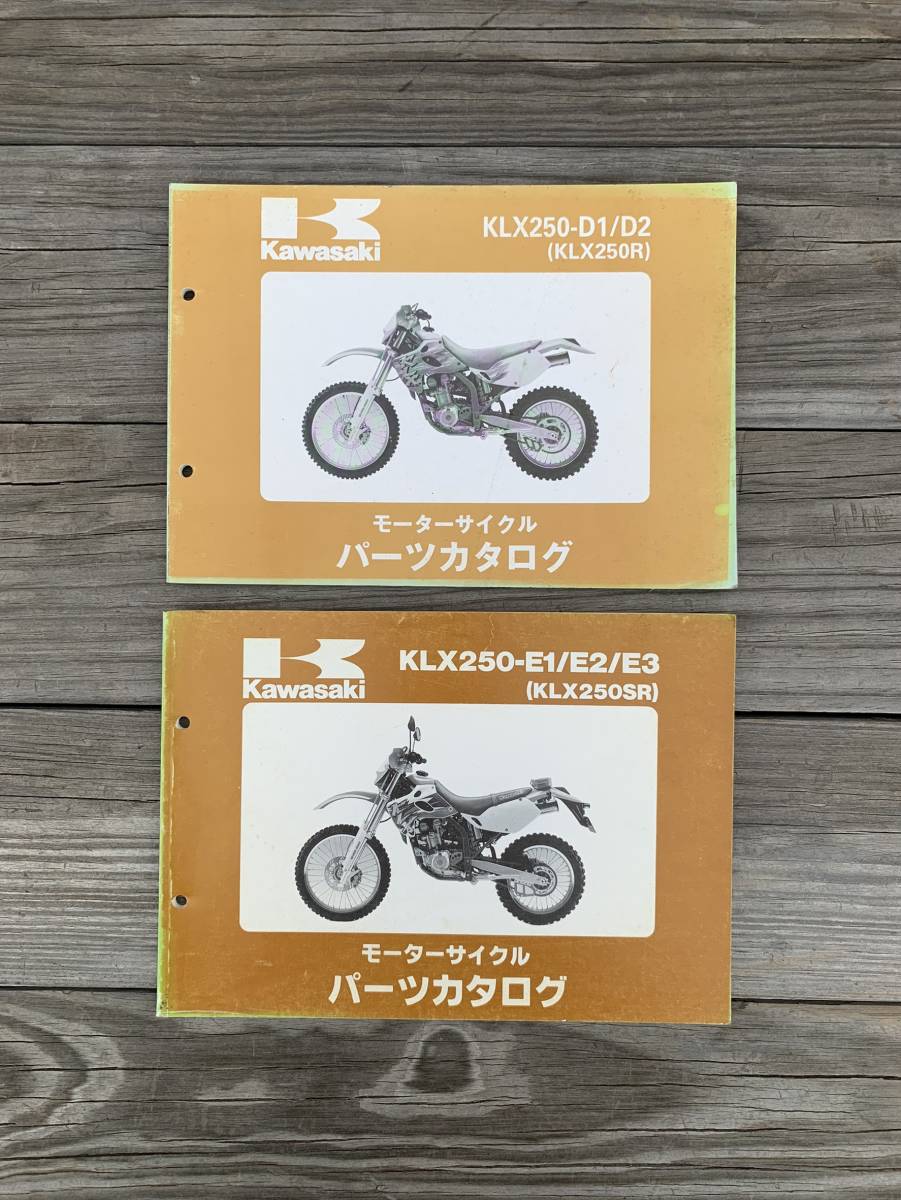 Kawasaki
KLX250-D1/D2
(KLX250R)
モーターサイクル
パーツカタログ
Kawasaki
KLX250-E1/E2/E3
(KLX250SR)
モーターサイクル
パーツカタログ